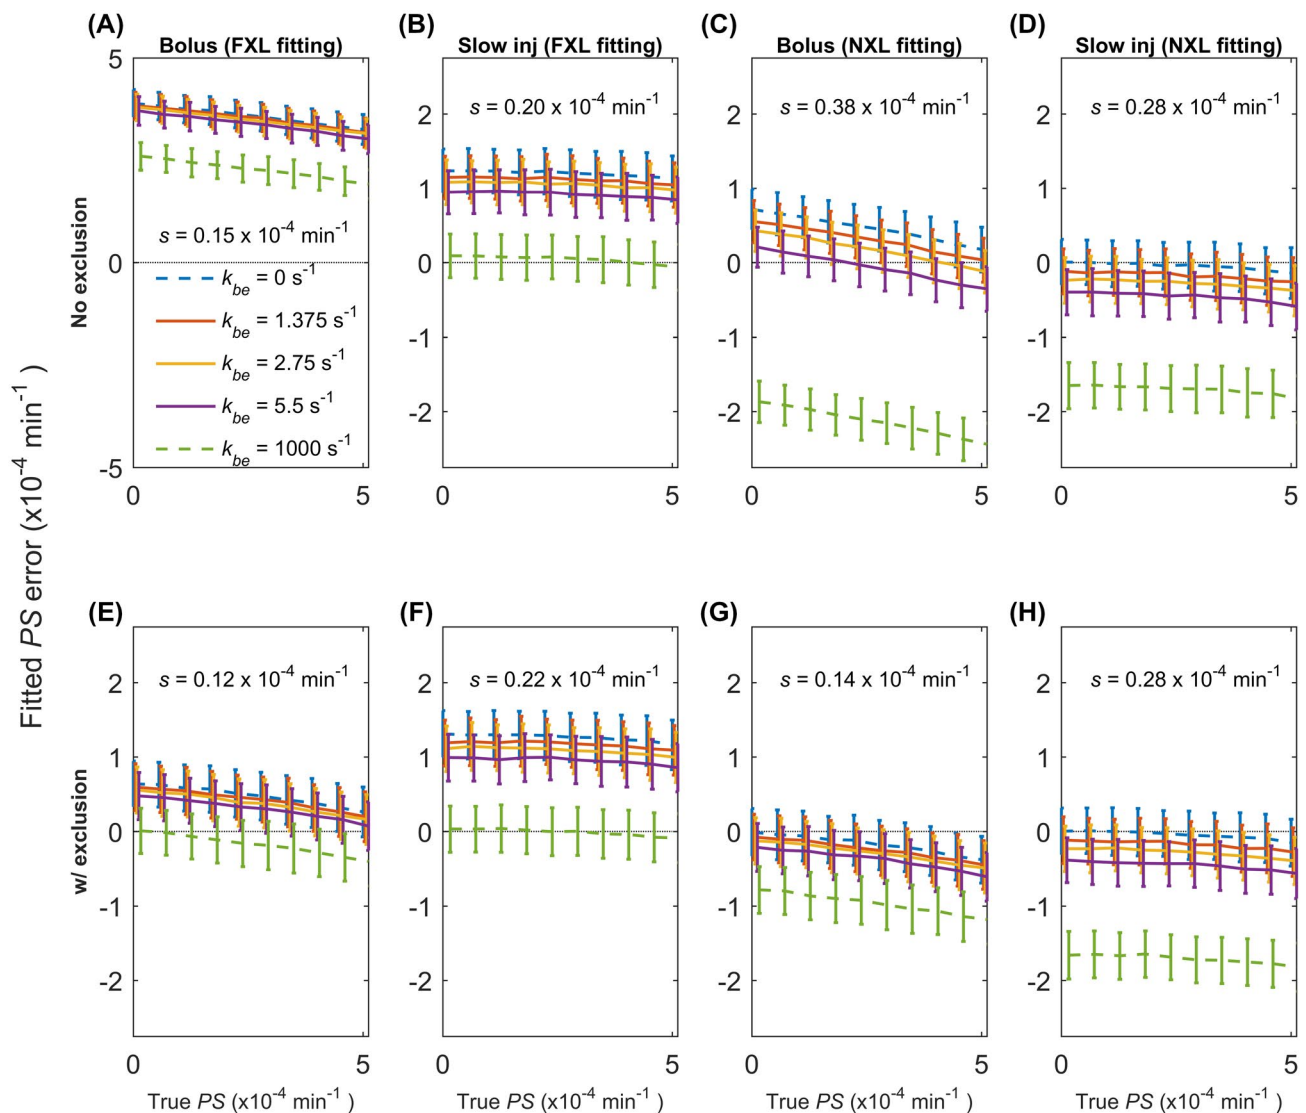 (A)
Bolus (FXL fitting)
(B)
Slow inj (FXL fitting)
(C)
Bolus (NXL fitting)
(D)
Slow inj (NXL fitting)
Fitted PS error (x10⁻⁴ min⁻¹ )
No exclusion
5
0
-5
s = 0.15 x 10⁻⁴ min⁻¹
k_be = 0 s⁻¹
k_be = 1.375 s⁻¹
k_be = 2.75 s⁻¹
k_be = 5.5 s⁻¹
k_be = 1000 s⁻¹
0
5
2
1
0
-1
-2
s = 0.20 x 10⁻⁴ min⁻¹
0
5
2
1
0
-1
-2
s = 0.38 x 10⁻⁴ min⁻¹
0
5
2
1
0
-1
-2
s = 0.28 x 10⁻⁴ min⁻¹
0
5
(E)
(F)
(G)
(H)
w/ exclusion
2
1
0
-1
-2
s = 0.12 x 10⁻⁴ min⁻¹
0
5
True PS (x10⁻⁴ min⁻¹ )
2
1
0
-1
-2
s = 0.22 x 10⁻⁴ min⁻¹
0
5
True PS (x10⁻⁴ min⁻¹ )
2
1
0
-1
-2
s = 0.14 x 10⁻⁴ min⁻¹
0
5
True PS (x10⁻⁴ min⁻¹ )
2
1
0
-1
-2
s = 0.28 x 10⁻⁴ min⁻¹
0
5
True PS (x10⁻⁴ min⁻¹ )